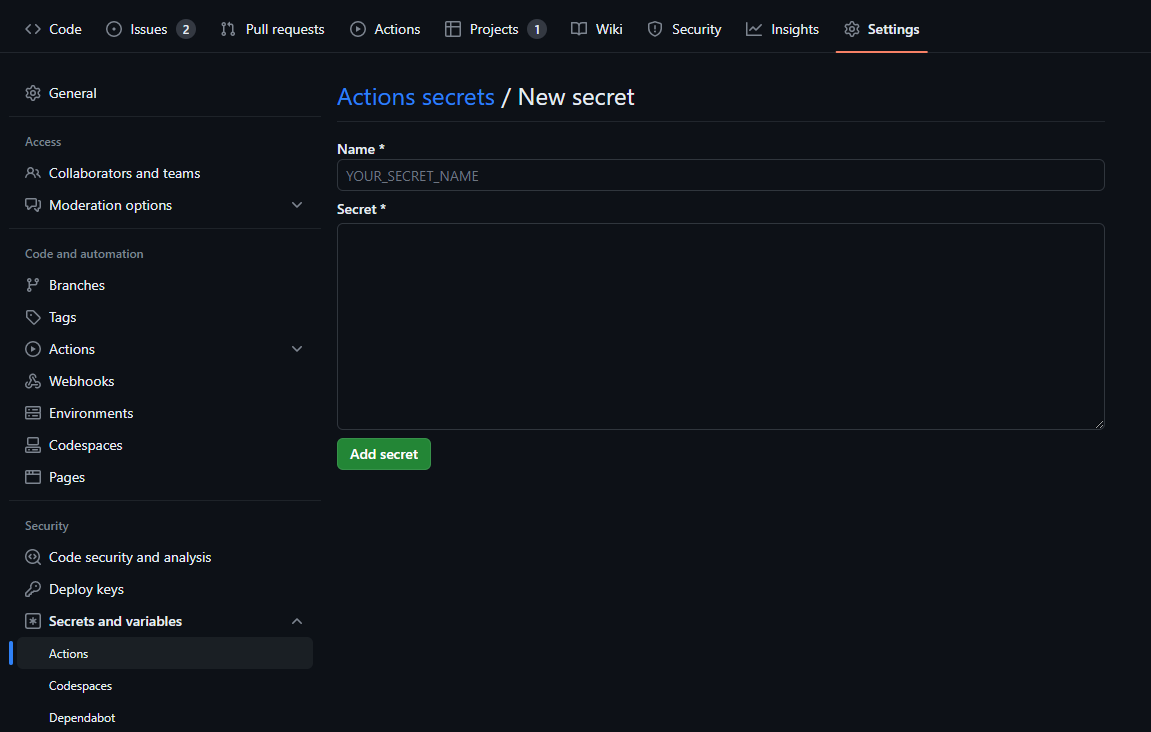 Code Issues 2 Pull requests Actions Projects 1 Wiki Security Insights Settings
General
Access
Collaborators and teams
Moderation options
Code and automation
Branches
Tags
Actions
Webhooks
Environments
Codespaces
Pages
Security
Code security and analysis
Deploy keys
Secrets and variables
Actions
Codespaces
Dependabot
Actions secrets / New secret
Name *
YOUR_SECRET_NAME
Secret *
Add secret